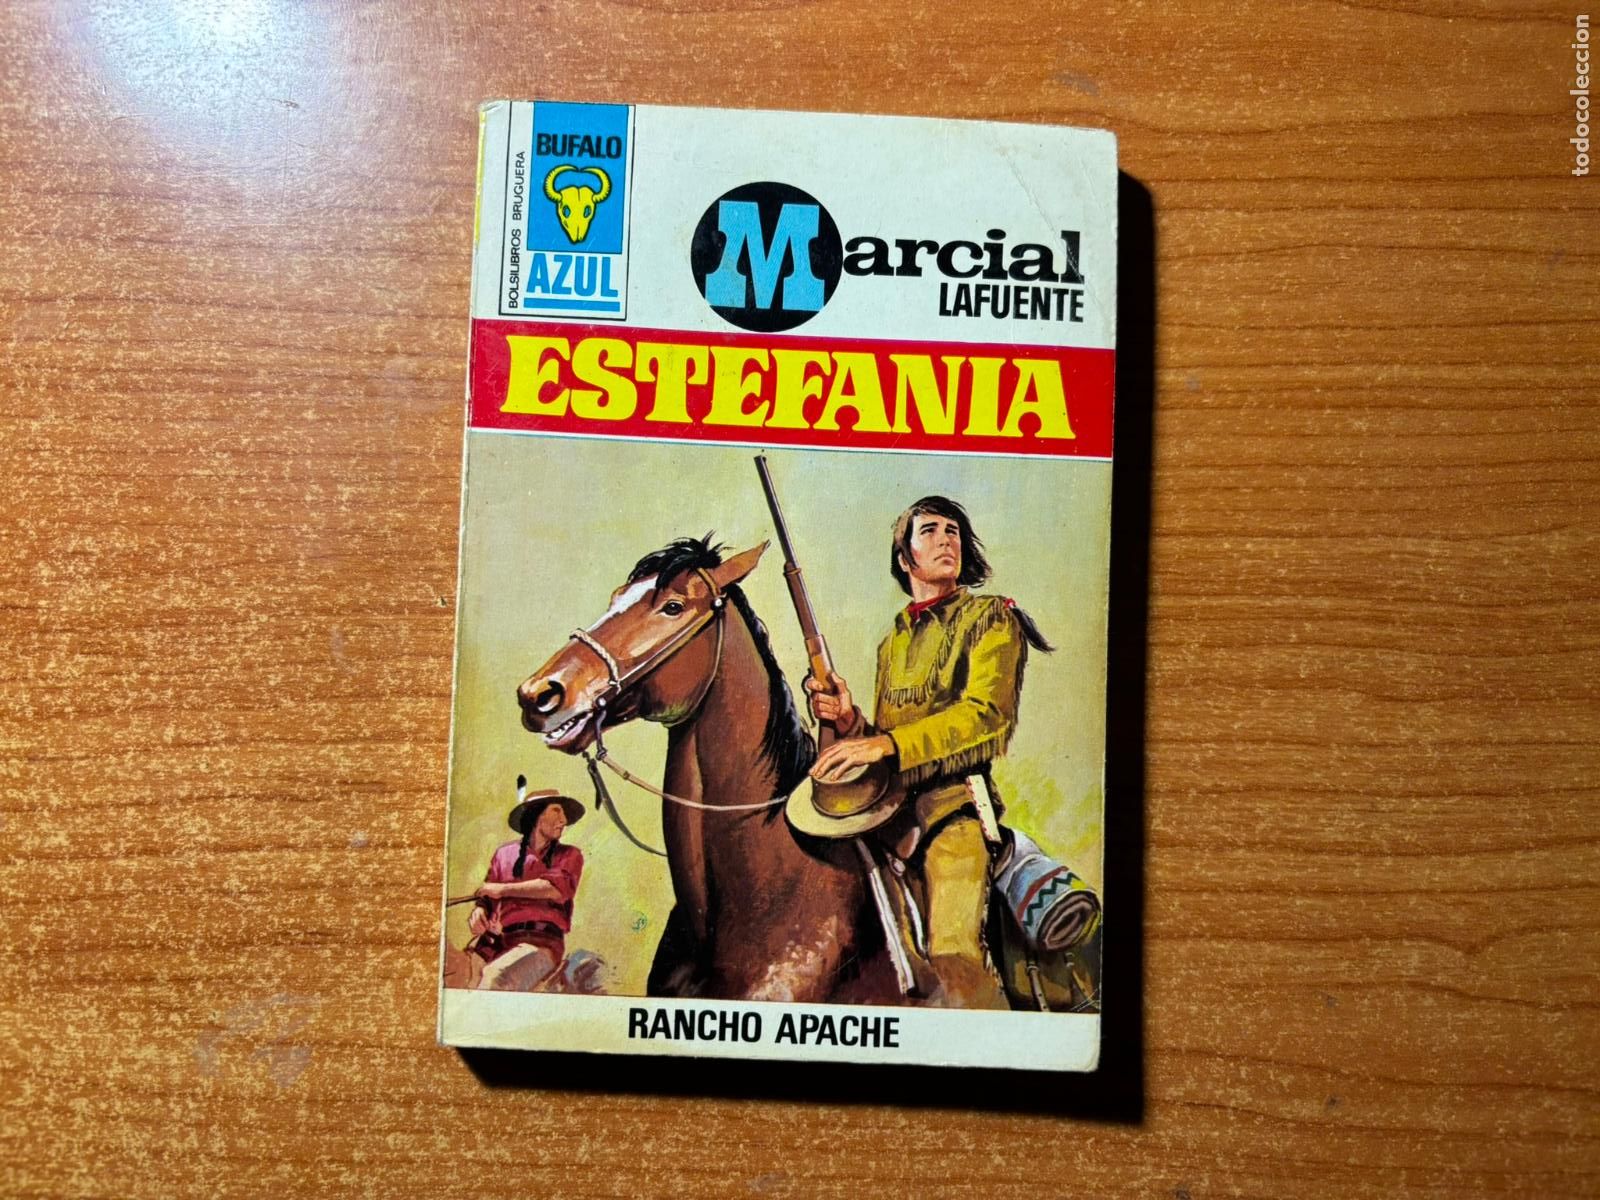 BOLSILIBROS BRUGUERA
BUFALO
AZUL
Marcial
LAFUENTE
ESTEFANIA
RANCHO APACHE
todocoleccion